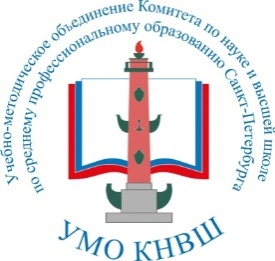 Учебно-методическое объединение Комитета по науке и высшей школе
по среднему профессиональному образованию Санкт-Петербурга
УМО КНВШ